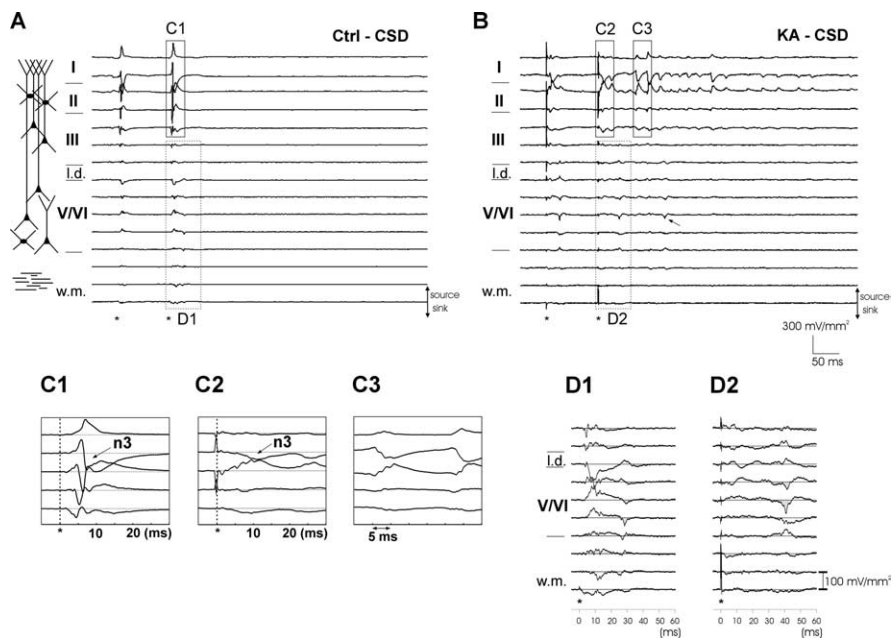 A
C1
Ctrl - CSD
I
II
III
l.d.
V/VI
w.m.
*
*
D1
source
sink
B
C2
C3
KA - CSD
I
II
III
l.d.
V/VI
w.m.
*
*
D2
source
sink
300 mV/mm²
50 ms
C1
n3
*
10
20 (ms)
C2
n3
*
10
20 (ms)
C3
5 ms
D1
D2
l.d.
V/VI
w.m.
*
*
100 mV/mm²
0 10 20 30 40 50 60
[ms]
0 10 20 30 40 50 60
[ms]